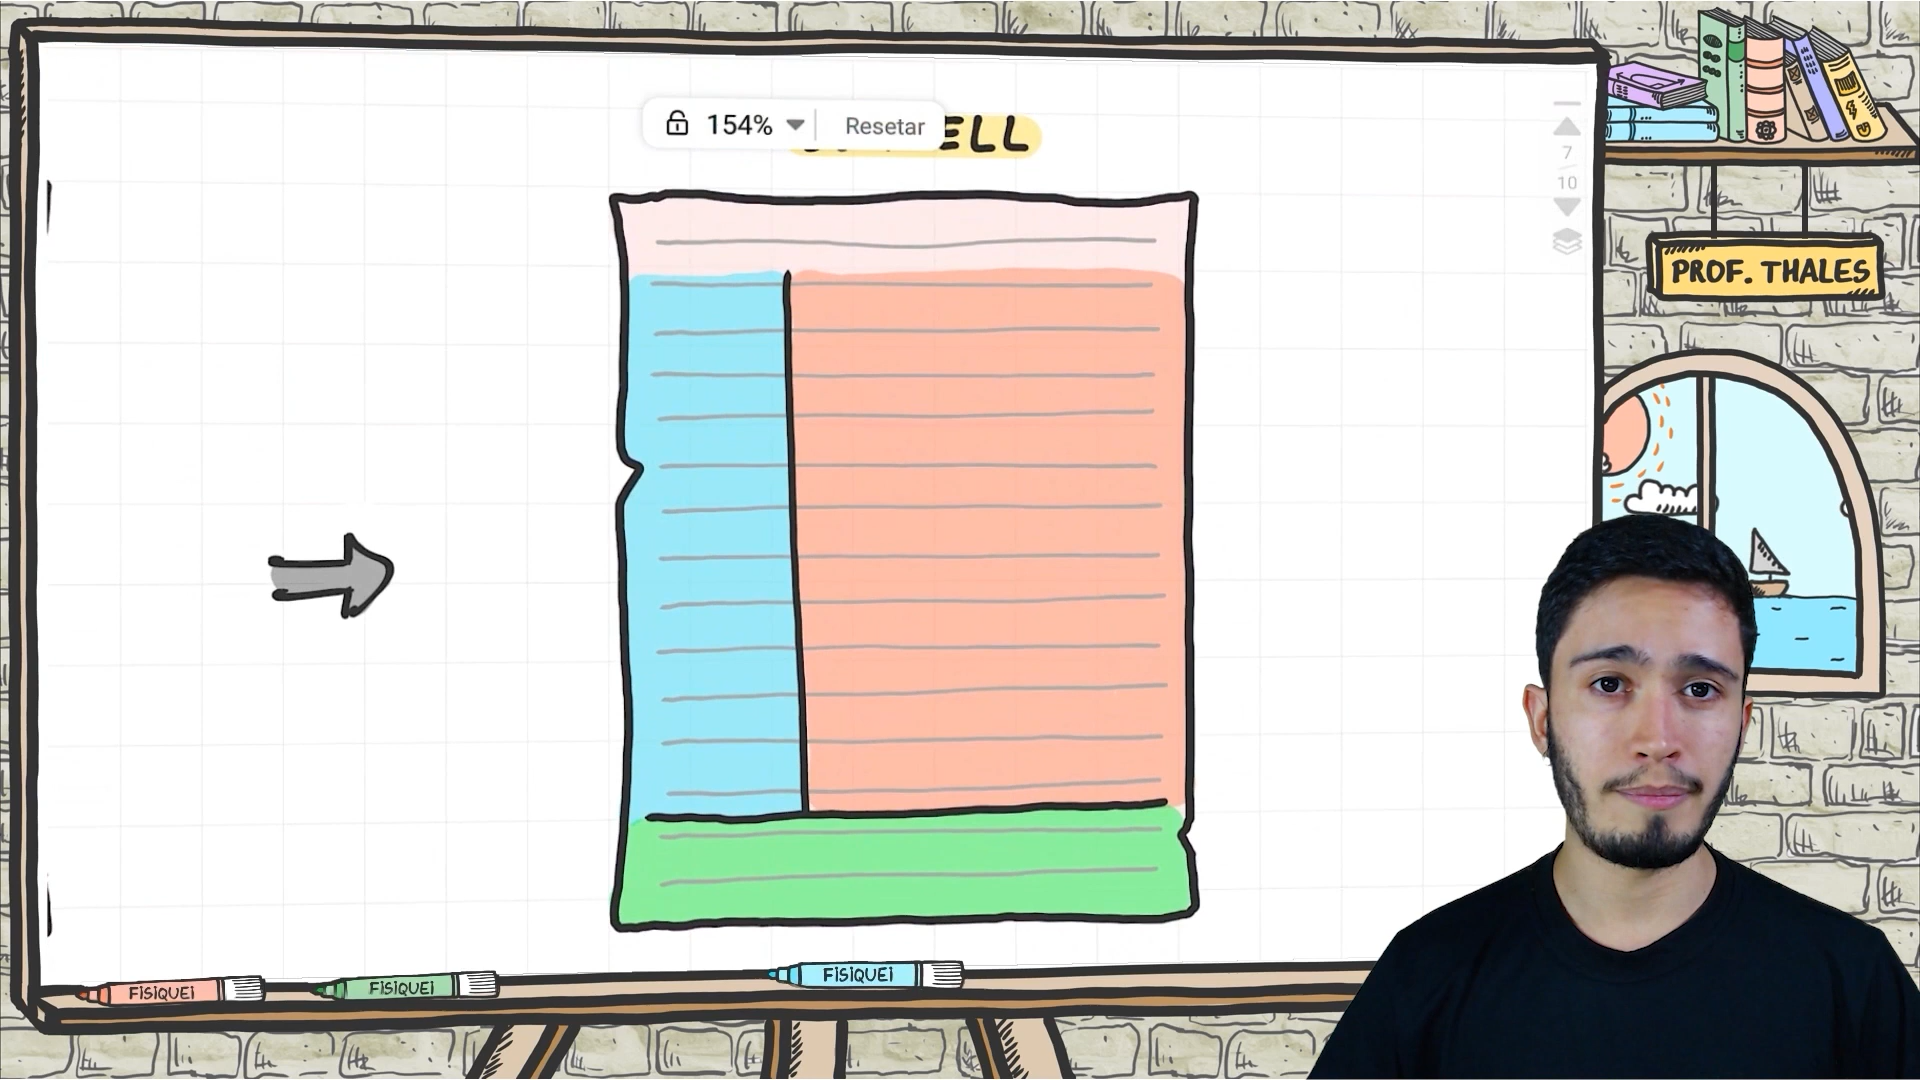 154% Resetar
ELL
7
10
PROF. THALES
FISIQUEI
FISIQUEI
FISIQUEI